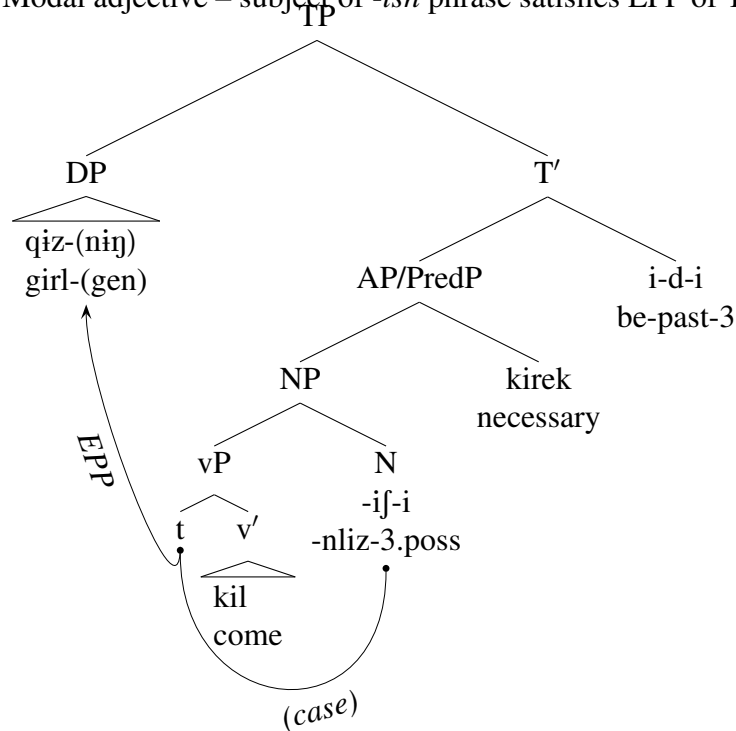 Modal adjective – subject of -ish phrase satisfies EPP of
TP
DP T′
qɨz-(nɨŋ)
girl-(gen)
AP/PredP i-d-i
be-past-3
NP kirek
necessary
EPP
vP N
-iʃ-i
-nliz-3.poss
t v′
kil
come
(case)